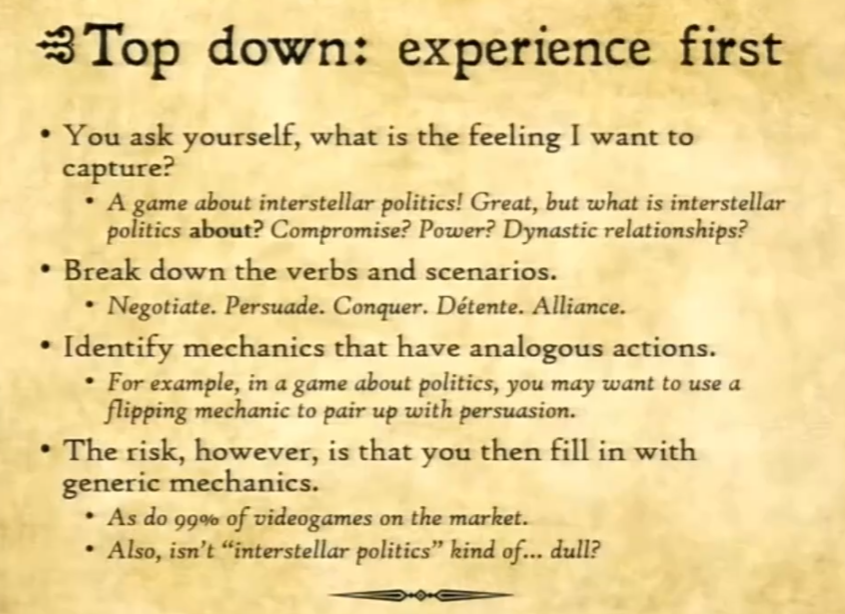 Top down: experience first
• You ask yourself, what is the feeling I want to
capture?
• A game about interstellar politics! Great, but what is interstellar
politics about? Compromise? Power? Dynastic relationships?
• Break down the verbs and scenarios.
• Negotiate. Persuade. Conquer. Détente. Alliance.
• Identify mechanics that have analogous actions.
• For example, in a game about politics, you may want to use a
flipping mechanic to pair up with persuasion.
• The risk, however, is that you then fill in with
generic mechanics.
• As do 99% of videogames on the market.
• Also, isn't “interstellar politics” kind of... dull?